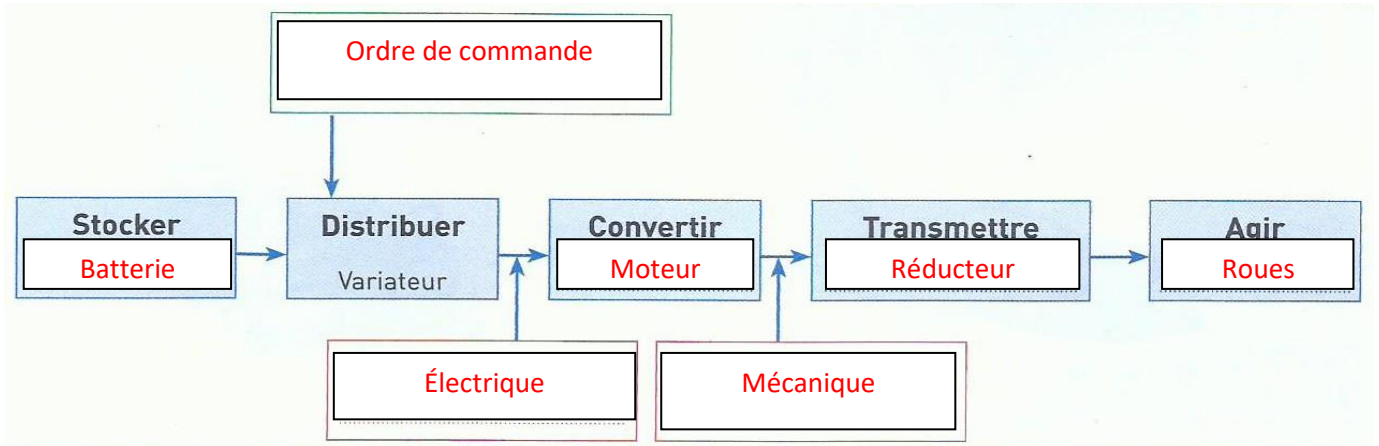 Ordre de commande
Stocker
Batterie
Distribuer
Variateur
Convertir
Moteur
Transmettre
Réducteur
Agir
Roues
Électrique
Mécanique